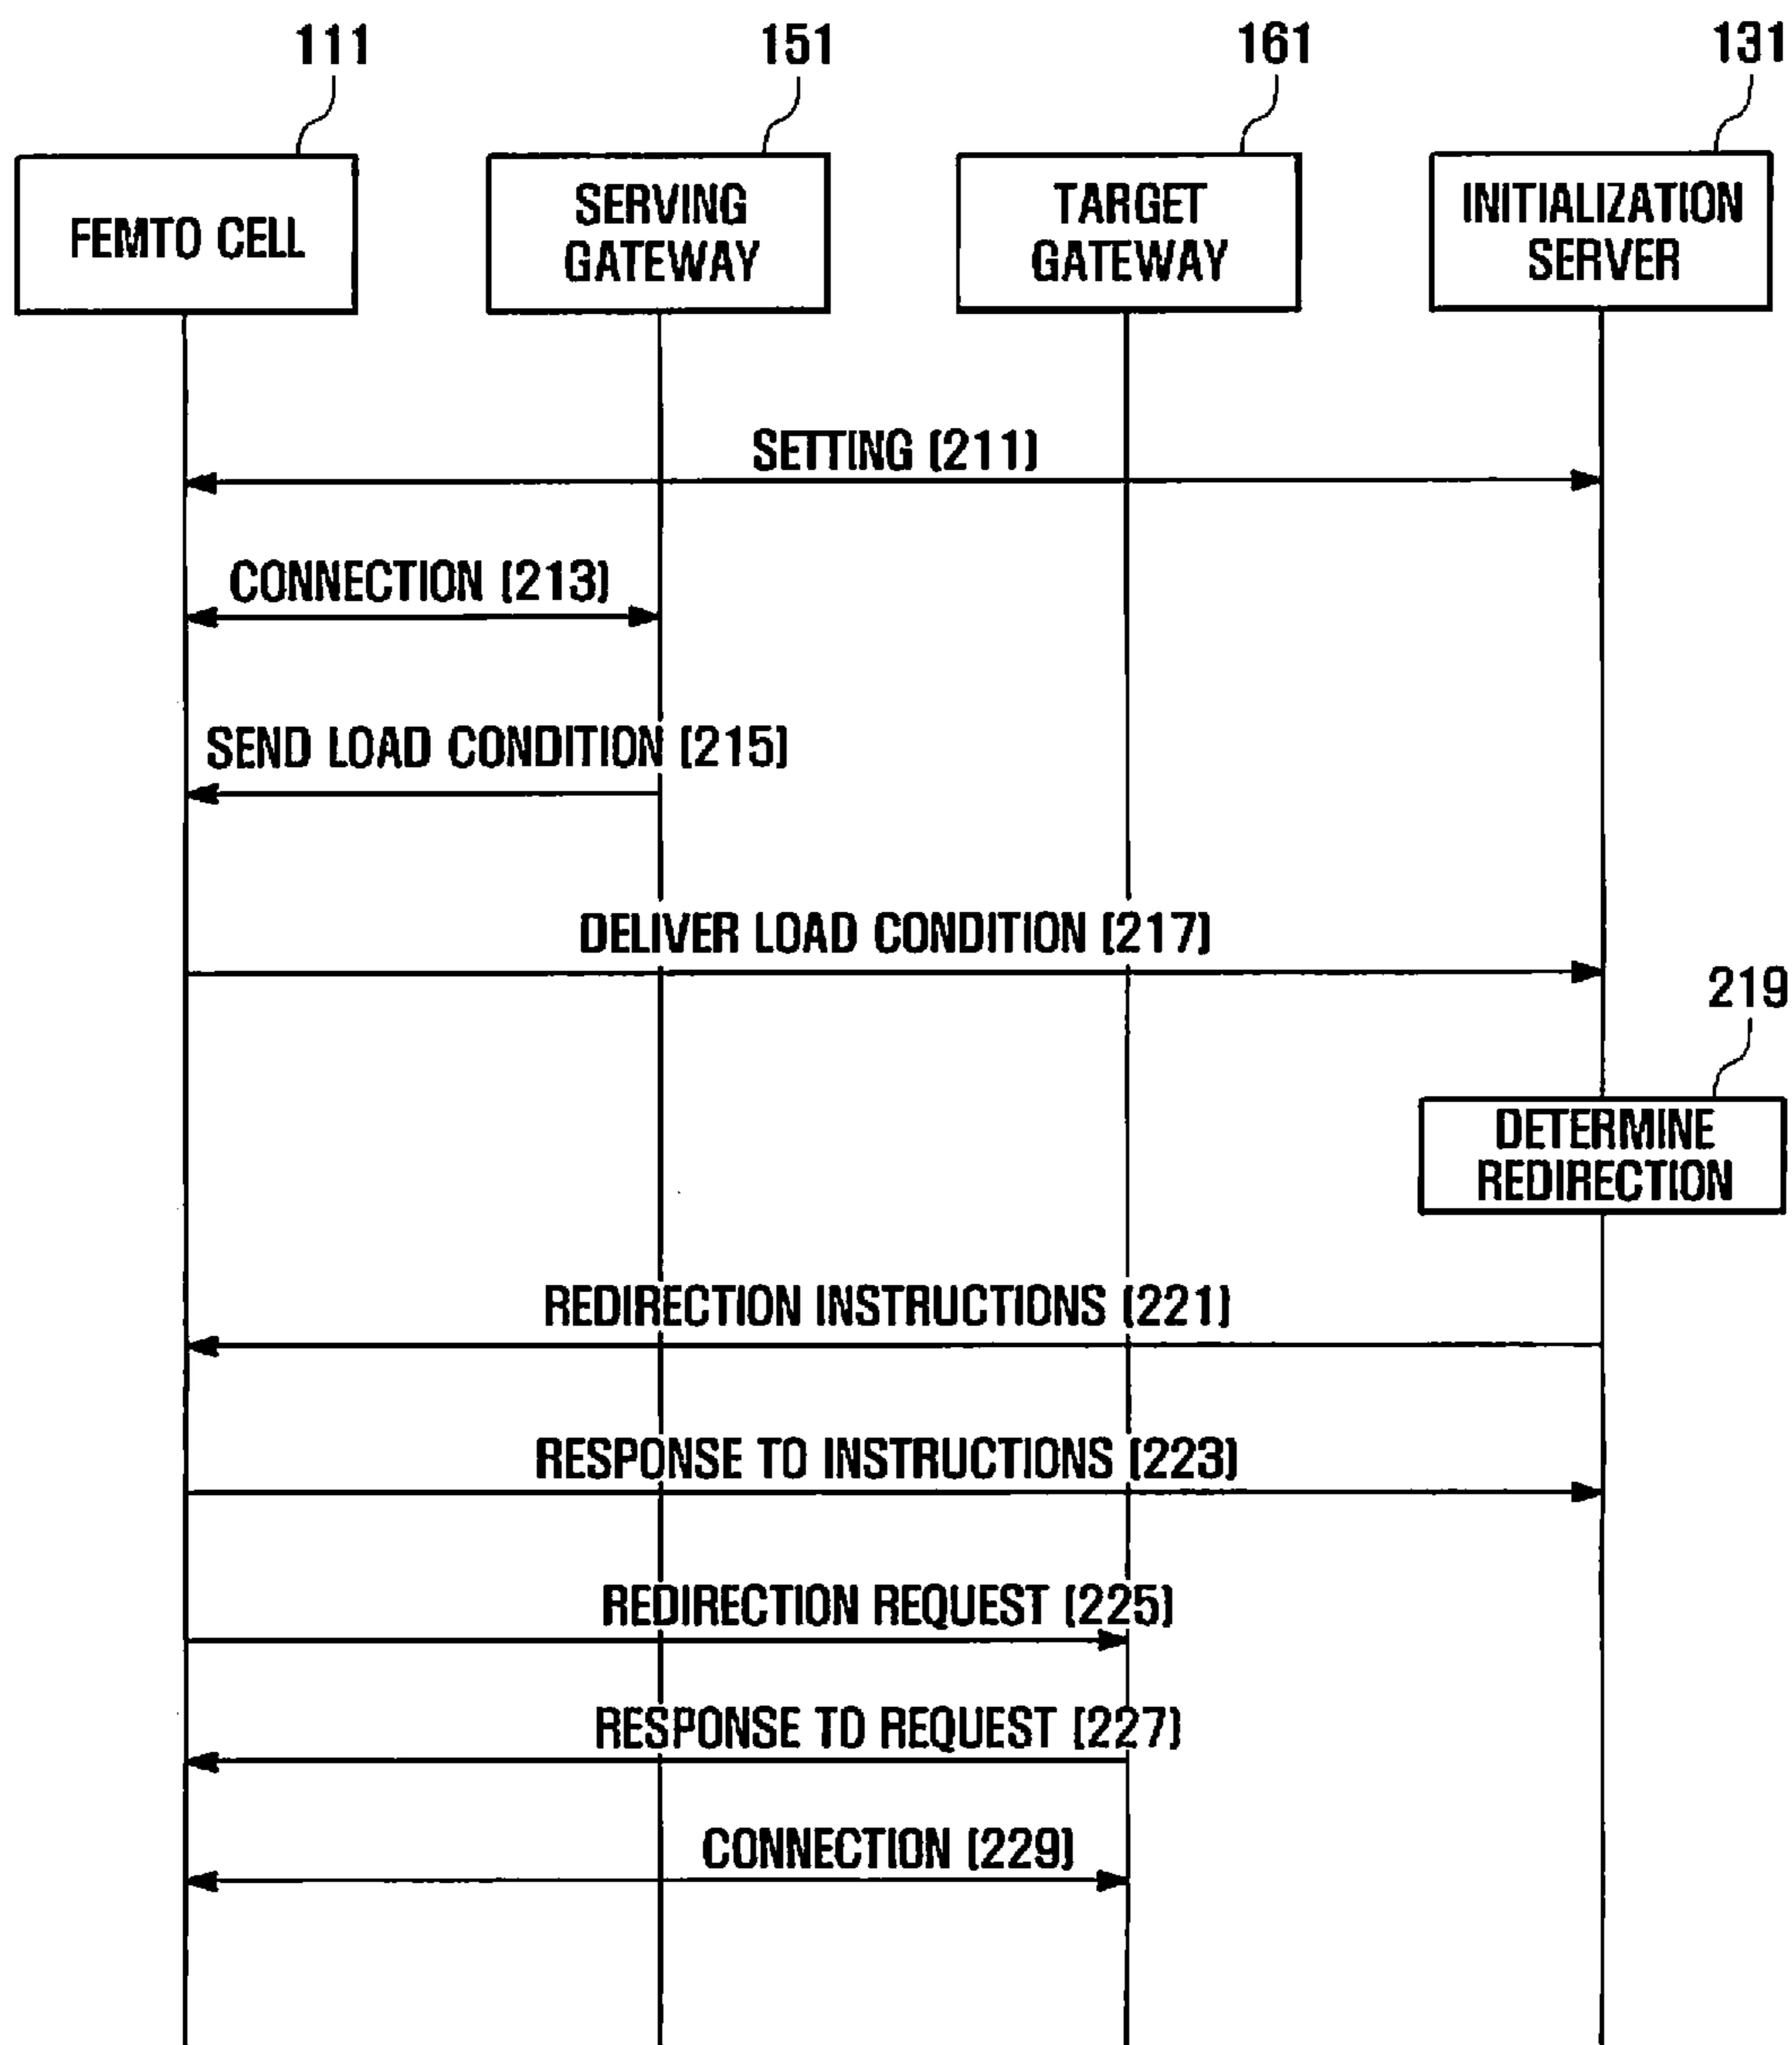 111
151
161
131
FEMTO CELL
SERVING
GATEWAY
TARGET
GATEWAY
INITIALIZATION
SERVER
SETTING (211)
CONNECTION (213)
SEND LOAD CONDITION (215)
DELIVER LOAD CONDITION (217)
219
DETERMINE
REDIRECTION
REDIRECTION INSTRUCTIONS (221)
RESPONSE TO INSTRUCTIONS (223)
REDIRECTION REQUEST (225)
RESPONSE TO REQUEST (227)
CONNECTION (229)